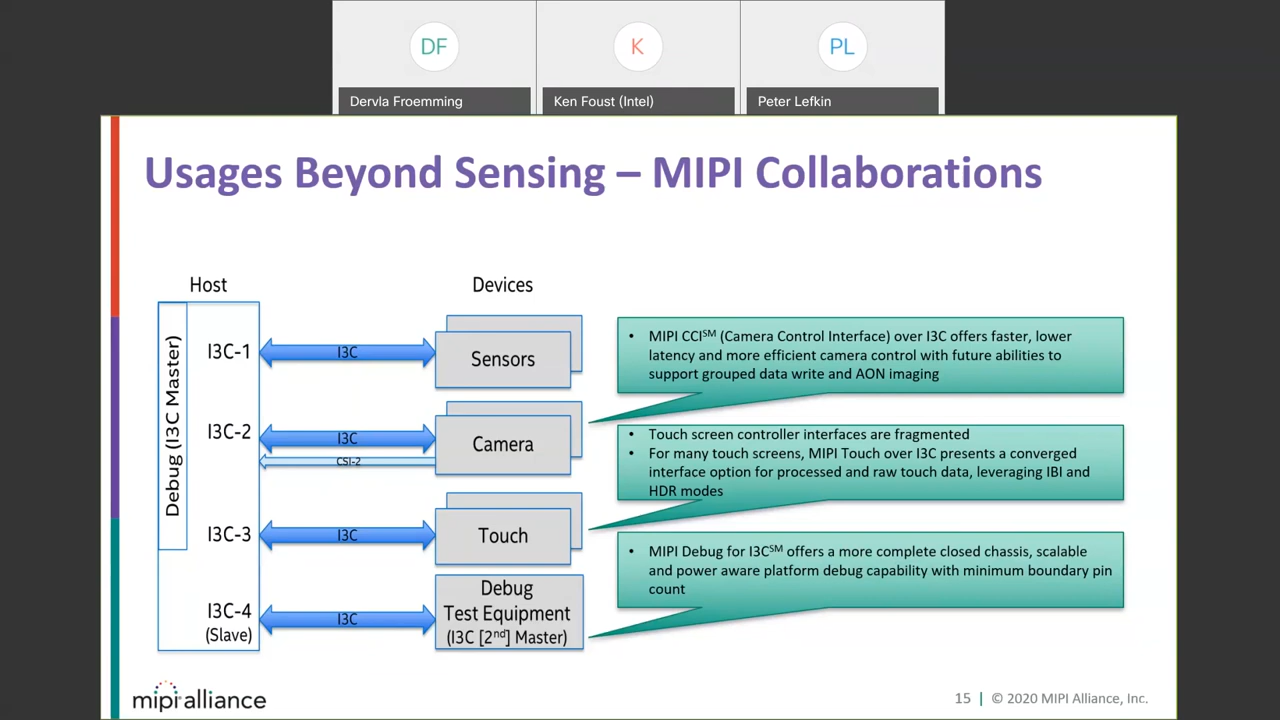 DF
K
PL
Dervla Froemming
Ken Foust (Intel)
Peter Lefkin
Usages Beyond Sensing – MIPI Collaborations
Host
Devices
Debug (I3C Master)
I3C-1
I3C
Sensors
I3C-2
I3C
CSI-2
Camera
I3C-3
I3C
Touch
I3C-4
(Slave)
I3C
Debug
Test Equipment
(I3C [2nd] Master)
• MIPI CCI℠ (Camera Control Interface) over I3C offers faster, lower
latency and more efficient camera control with future abilities to
support grouped data write and AON imaging
• Touch screen controller interfaces are fragmented
• For many touch screens, MIPI Touch over I3C presents a converged
interface option for processed and raw touch data, leveraging IBI and
HDR modes
• MIPI Debug for I3C℠ offers a more complete closed chassis, scalable
and power aware platform debug capability with minimum boundary pin
count
mipi alliance
15 | © 2020 MIPI Alliance, Inc.